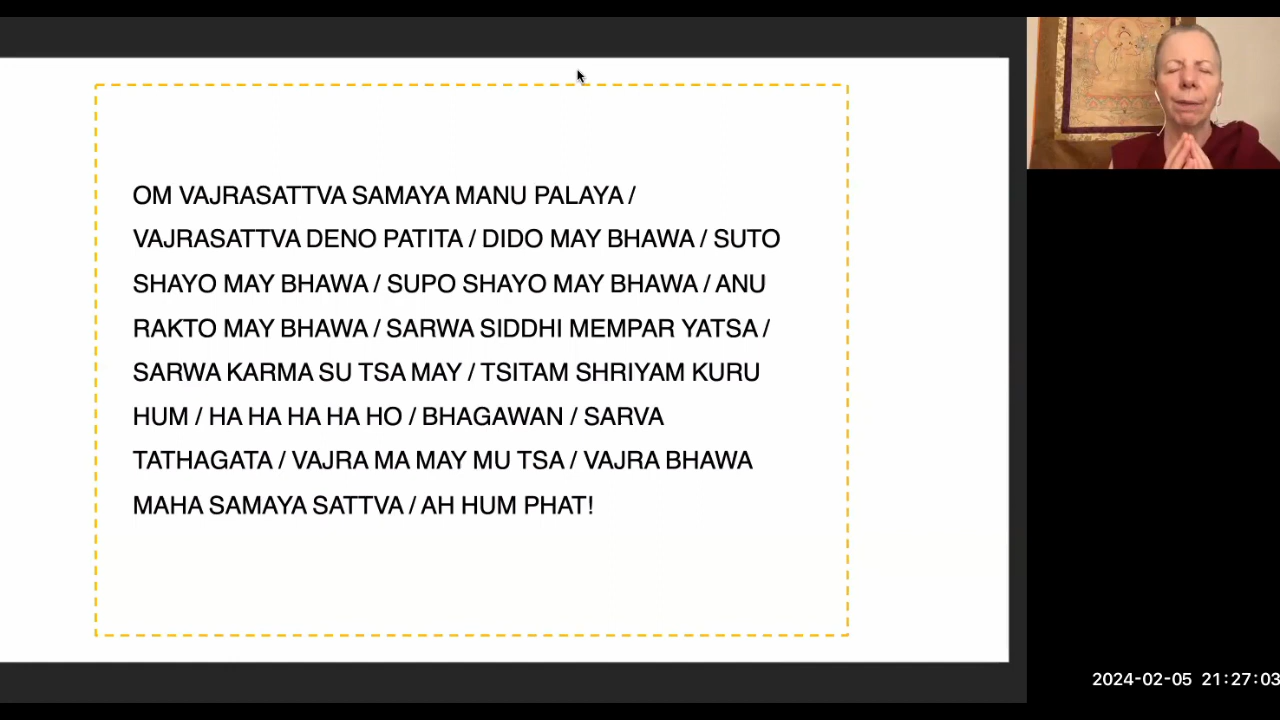 OM VAJRASATTVA SAMAYA MANU PALAYA /
VAJRASATTVA DENO PATITA / DIDO MAY BHAWA / SUTO
SHAYO MAY BHAWA / SUPO SHAYO MAY BHAWA / ANU
RAKTO MAY BHAWA / SARWA SIDDHI MEMPAR YATSA /
SARWA KARMA SU TSA MAY / TSITAM SHRIYAM KURU
HUM / HA HA HA HA HO / BHAGAWAN / SARVA
TATHAGATA / VAJRA MA MAY MU TSA / VAJRA BHAWA
MAHA SAMAYA SATTVA / AH HUM PHAT!
2024-02-05 21:27:03